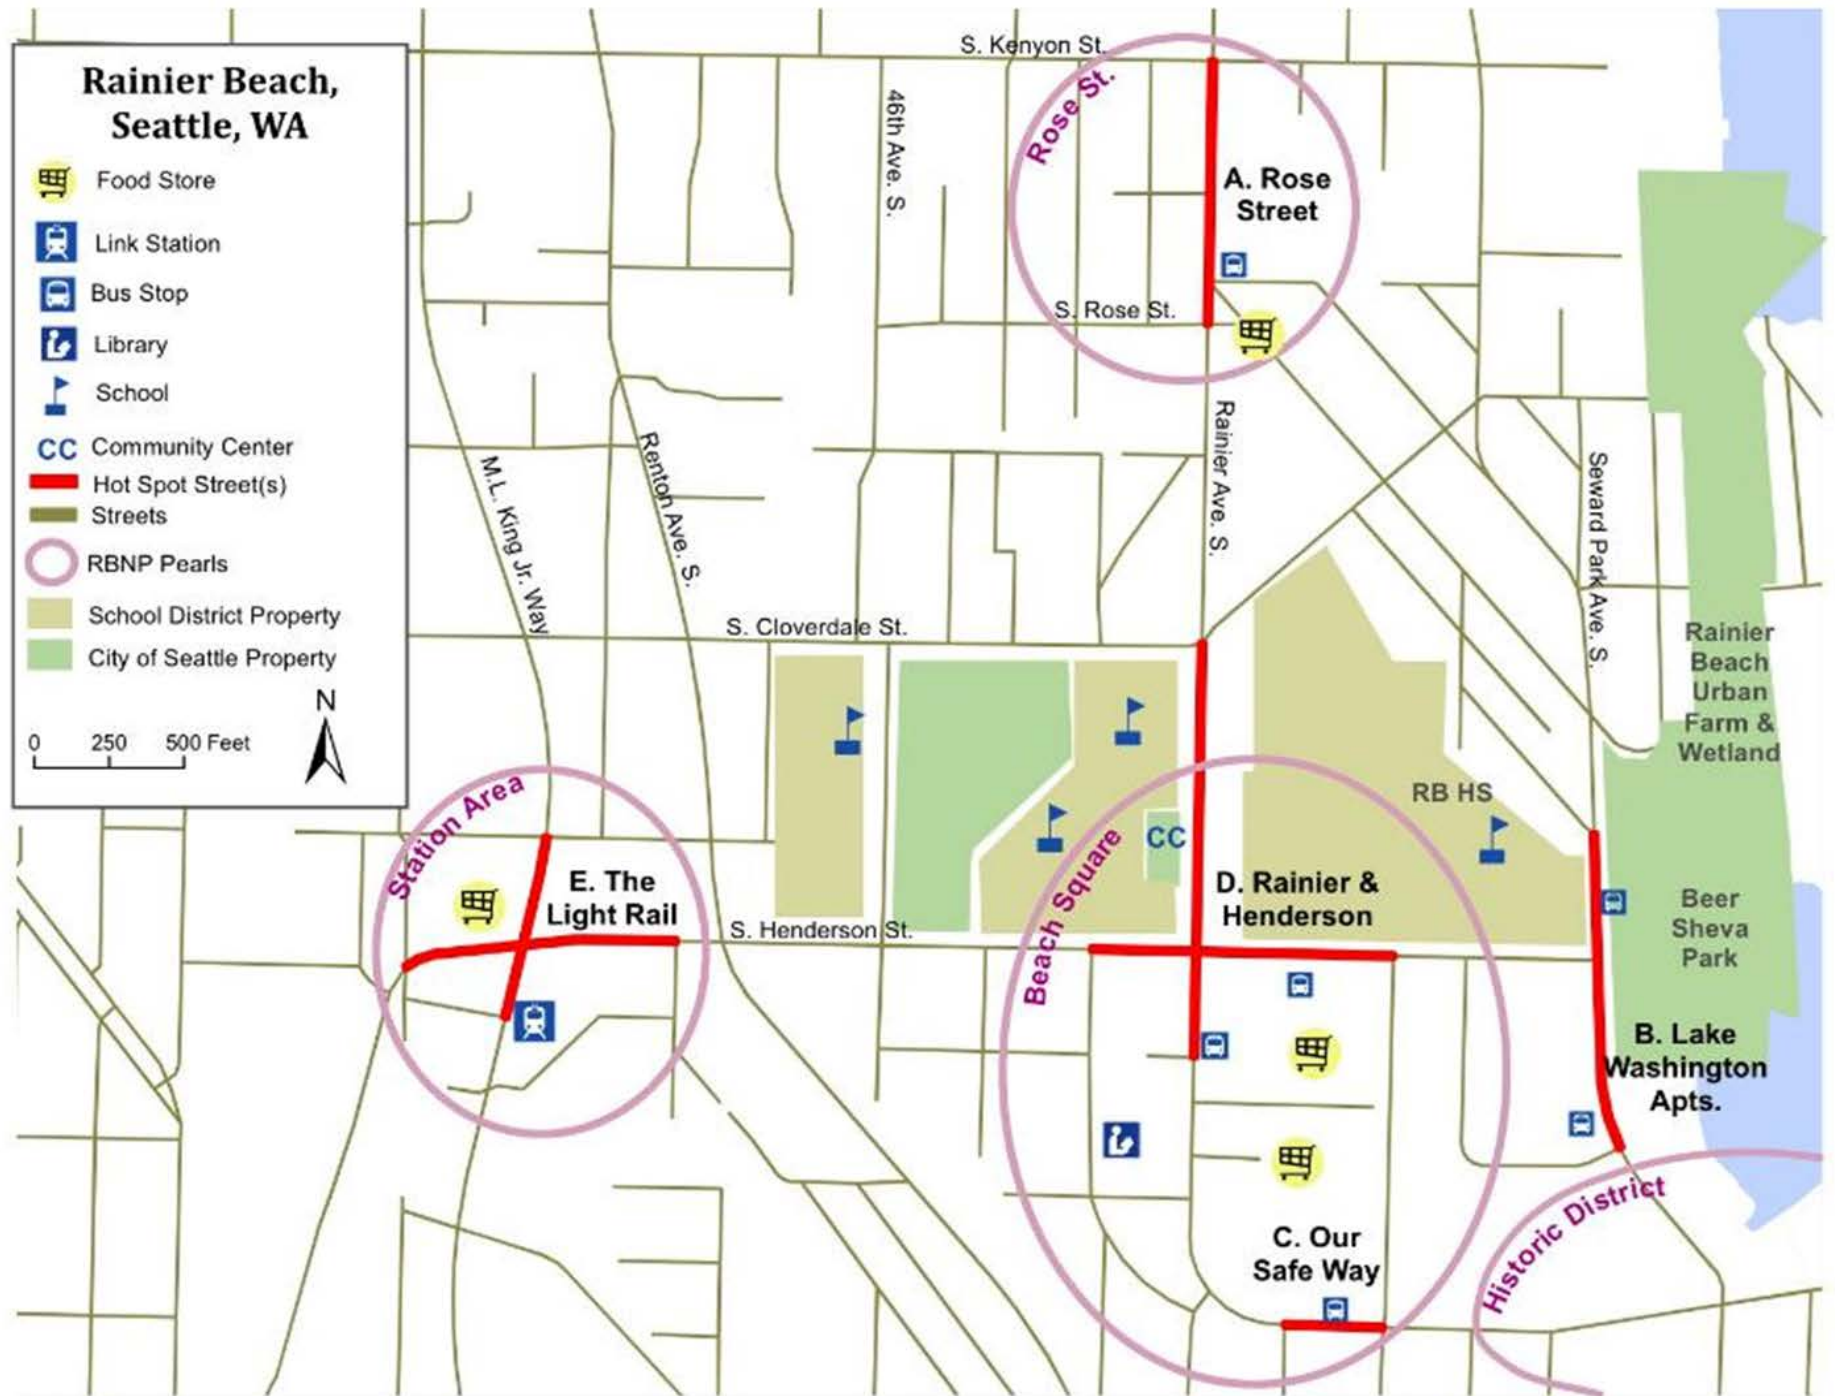 Rainier Beach,
Seattle, WA
Food Store
Link Station
Bus Stop
Library
School
CC Community Center
Hot Spot Street(s)
Streets
RBNP Pearls
School District Property
City of Seattle Property
N
0 250 500 Feet
S. Kenyon St.
Rose St.
46th Ave. S.
A. Rose
Street
S. Rose St.
Rainier Ave. S.
M.L. King Jr. Way
Renton Ave. S.
Seward Park Ave. S.
S. Cloverdale St.
Rainier
Beach
Urban
Farm &
Wetland
RB HS
Station Area
E. The
Light Rail
S. Henderson St.
CC
Beach Square
D. Rainier &
Henderson
Beer
Sheva
Park
B. Lake
Washington
Apts.
C. Our
Safe Way
Historic District